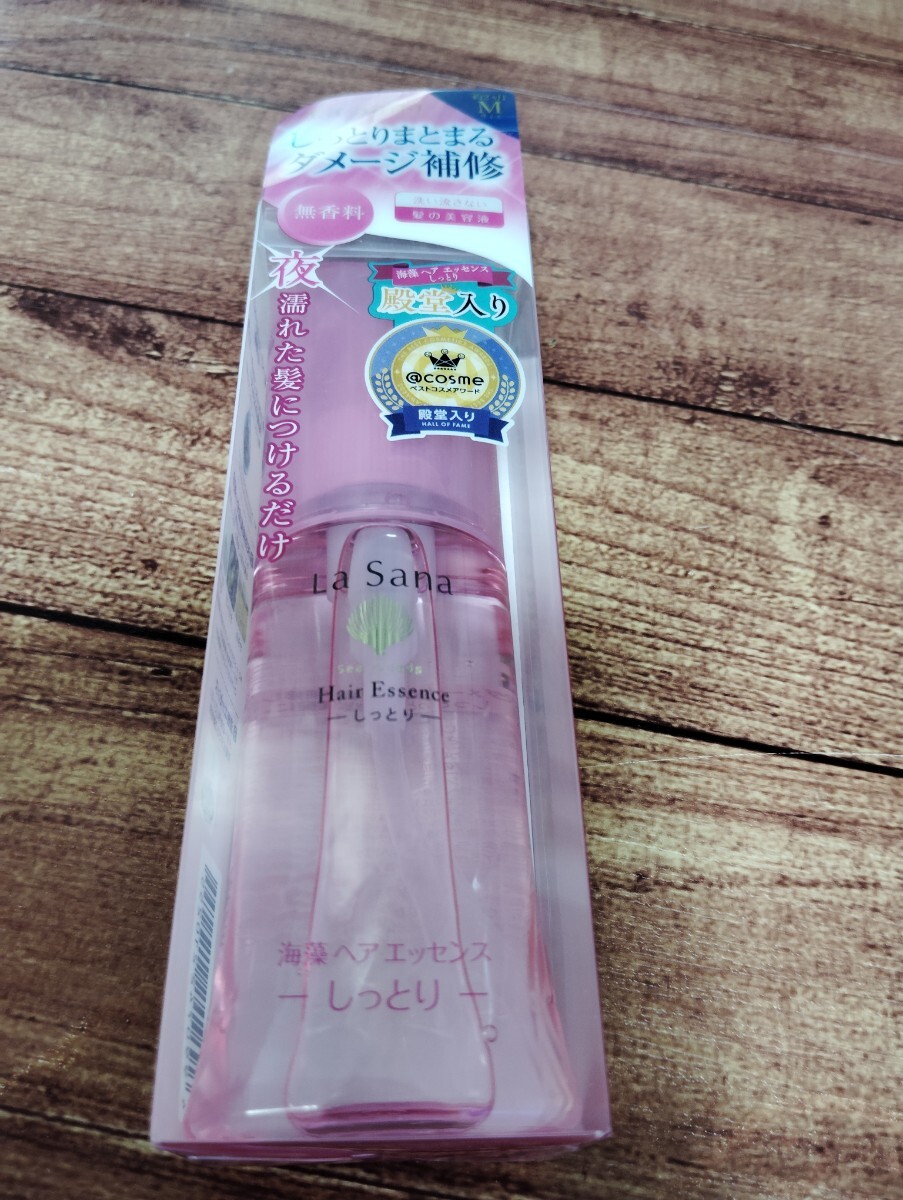 M
しっとりまとまる
ダメージ補修
無香料
洗い流さない
髪の美容液
夜
濡れた髪につけるだけ
海藻 ヘア エッセンス
しっとり
殿堂入り
@cosme
ベストコスメアワード
殿堂入り
HALL OF FAME
La Sana
Hair Essence
しっとり
海藻 ヘア エッセンス
しっとり